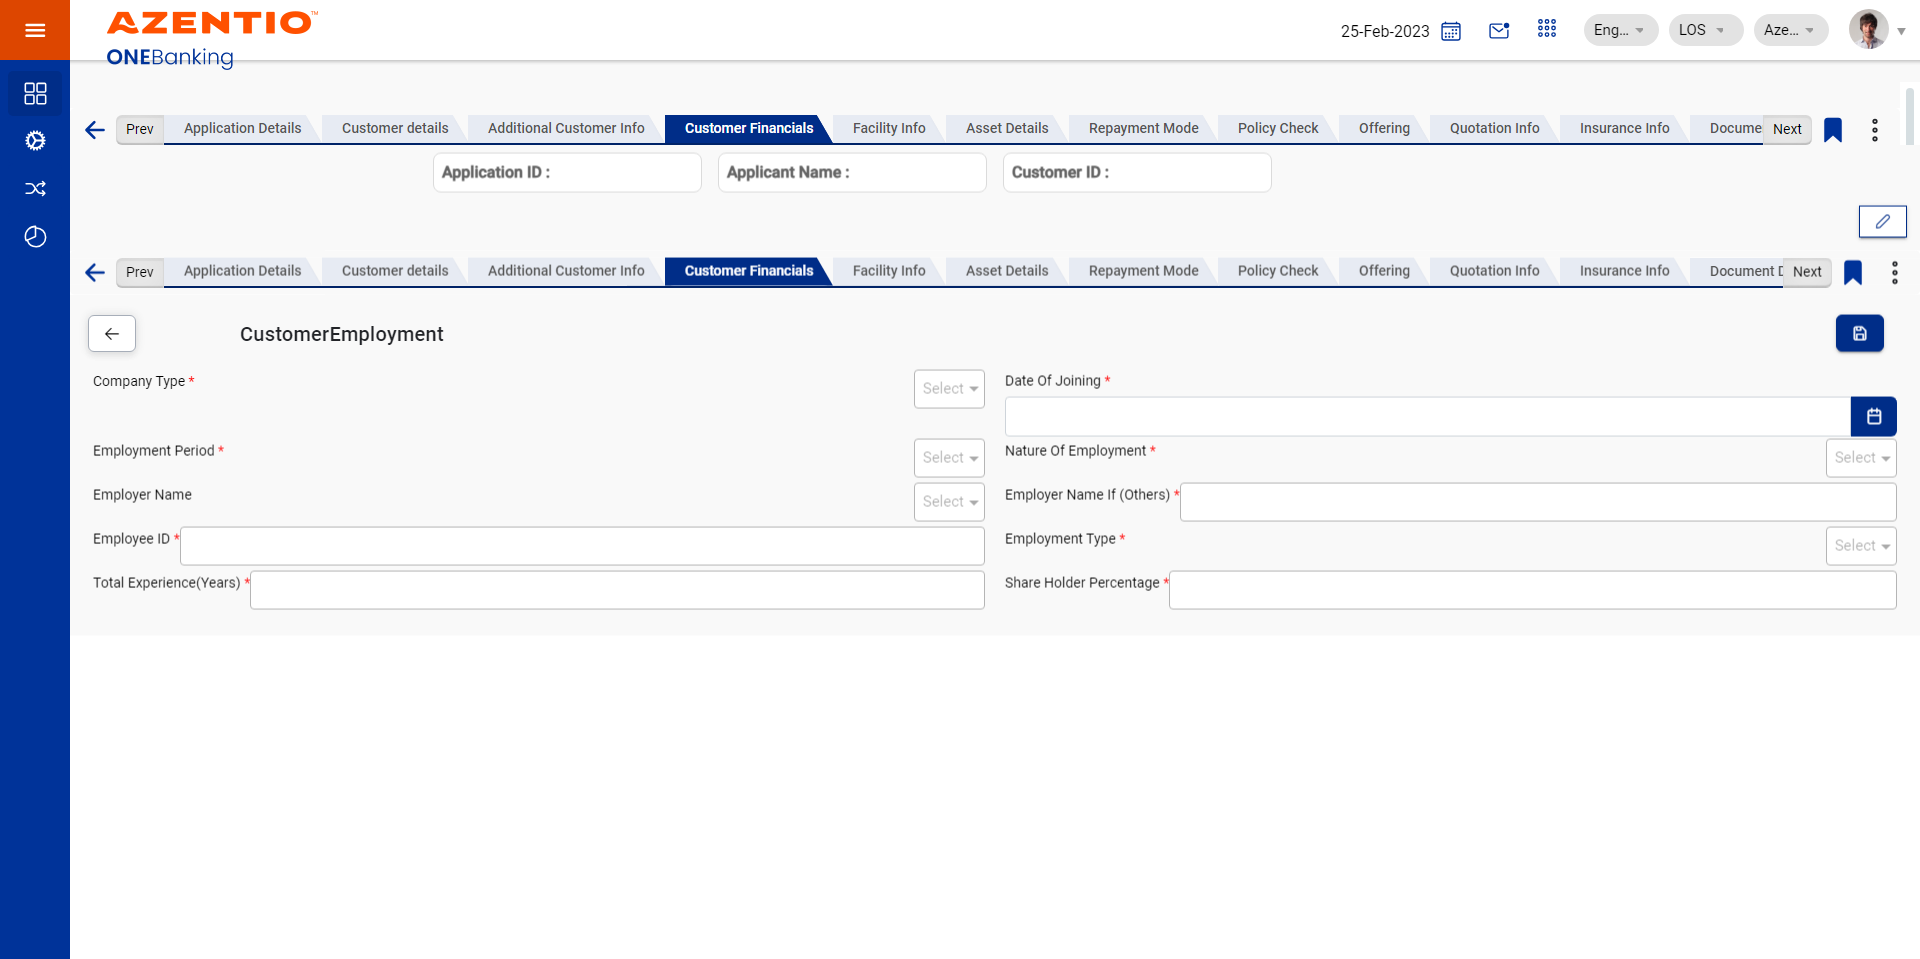 AZENTIO™
ONEBanking
25-Feb-2023
Eng...
LOS
Aze...
Prev
Application Details
Customer details
Additional Customer Info
Customer Financials
Facility Info
Asset Details
Repayment Mode
Policy Check
Offering
Quotation Info
Insurance Info
Docume
Next
Application ID :
Applicant Name :
Customer ID :
Prev
Application Details
Customer details
Additional Customer Info
Customer Financials
Facility Info
Asset Details
Repayment Mode
Policy Check
Offering
Quotation Info
Insurance Info
Document D
Next
CustomerEmployment
Company Type *
Select
Date Of Joining *
Employment Period *
Select
Nature Of Employment *
Select
Employer Name
Select
Employer Name If (Others) *
Employee ID *
Employment Type *
Select
Total Experience(Years) *
Share Holder Percentage *